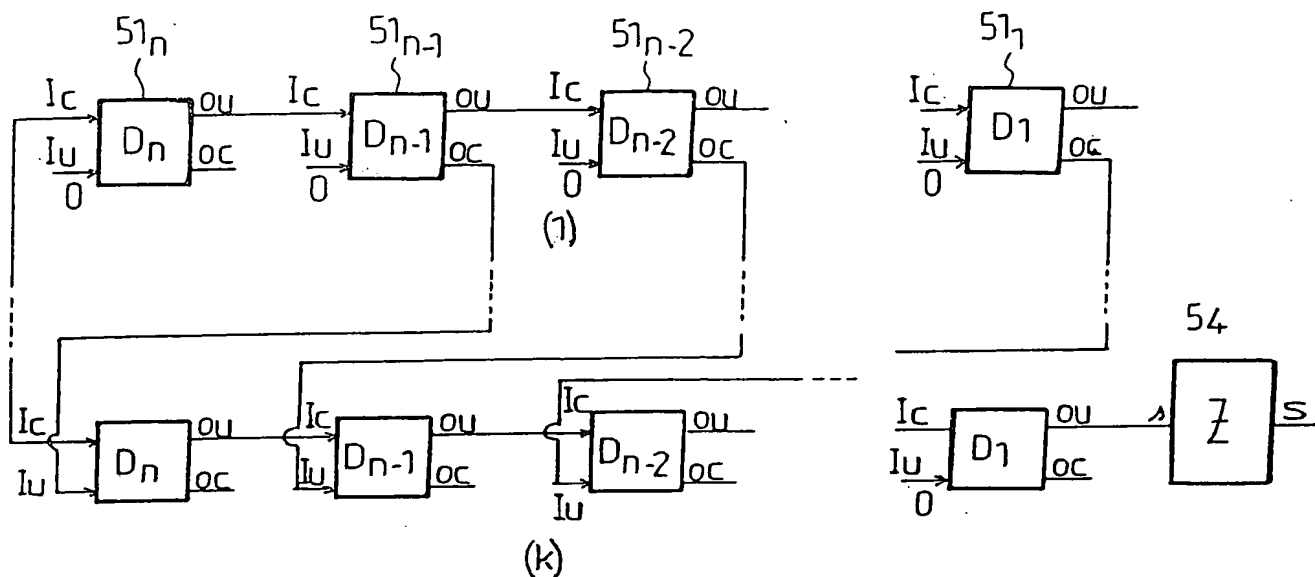 51n 51n-1 51n-2 511
Ic Dn OU Ic Dn-1 OU Ic Dn-2 OU Ic D1 OU
Iu OC Iu OC Iu OC Iu OC
0 0 0 0
(1)
54
Ic Dn OU Ic Dn-1 OU Ic Dn-2 OU Ic D1 OU s Z S
Iu OC Iu OC Iu OC Iu OC
0
(k)